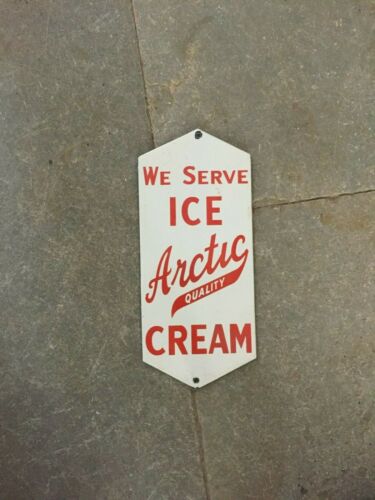 WE SERVE
ICE
Arctic
QUALITY
CREAM